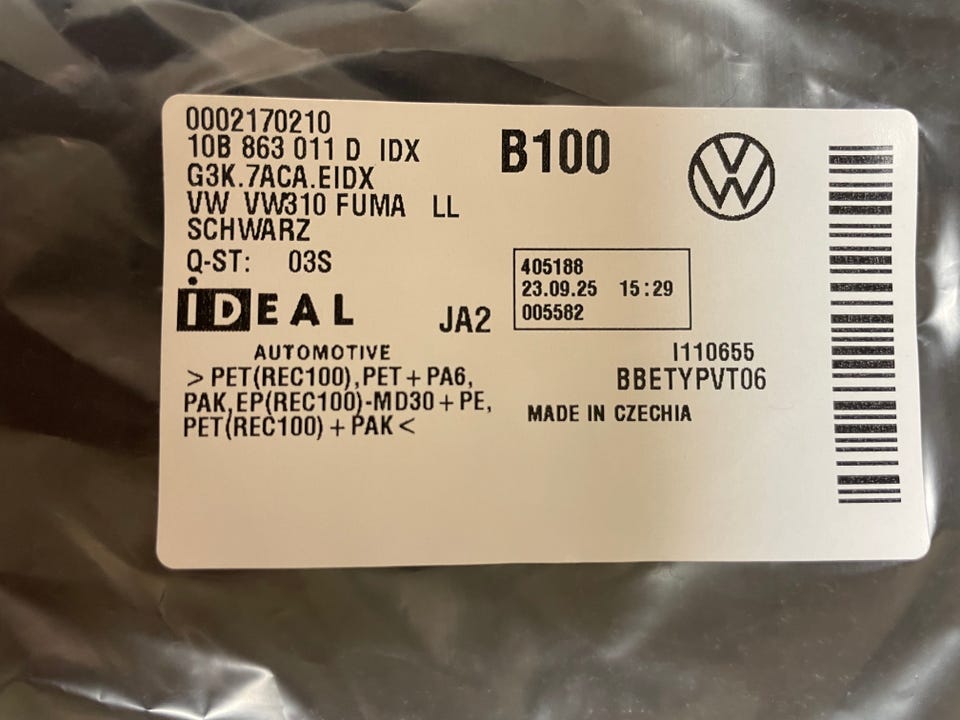 0002170210
10B 863 011 D IDX
B100
G3K.7ACA.EIDX
VW VW310 FUMA LL
SCHWARZ
Q-ST: 03S
405188
23.09.25 15:29
005582
iDEAL
JA2
AUTOMOTIVE
I110655
> PET(REC100),PET + PA6,
BBETYPVT06
PAK,EP(REC100)-MD30 + PE,
MADE IN CZECHIA
PET(REC100) + PAK <